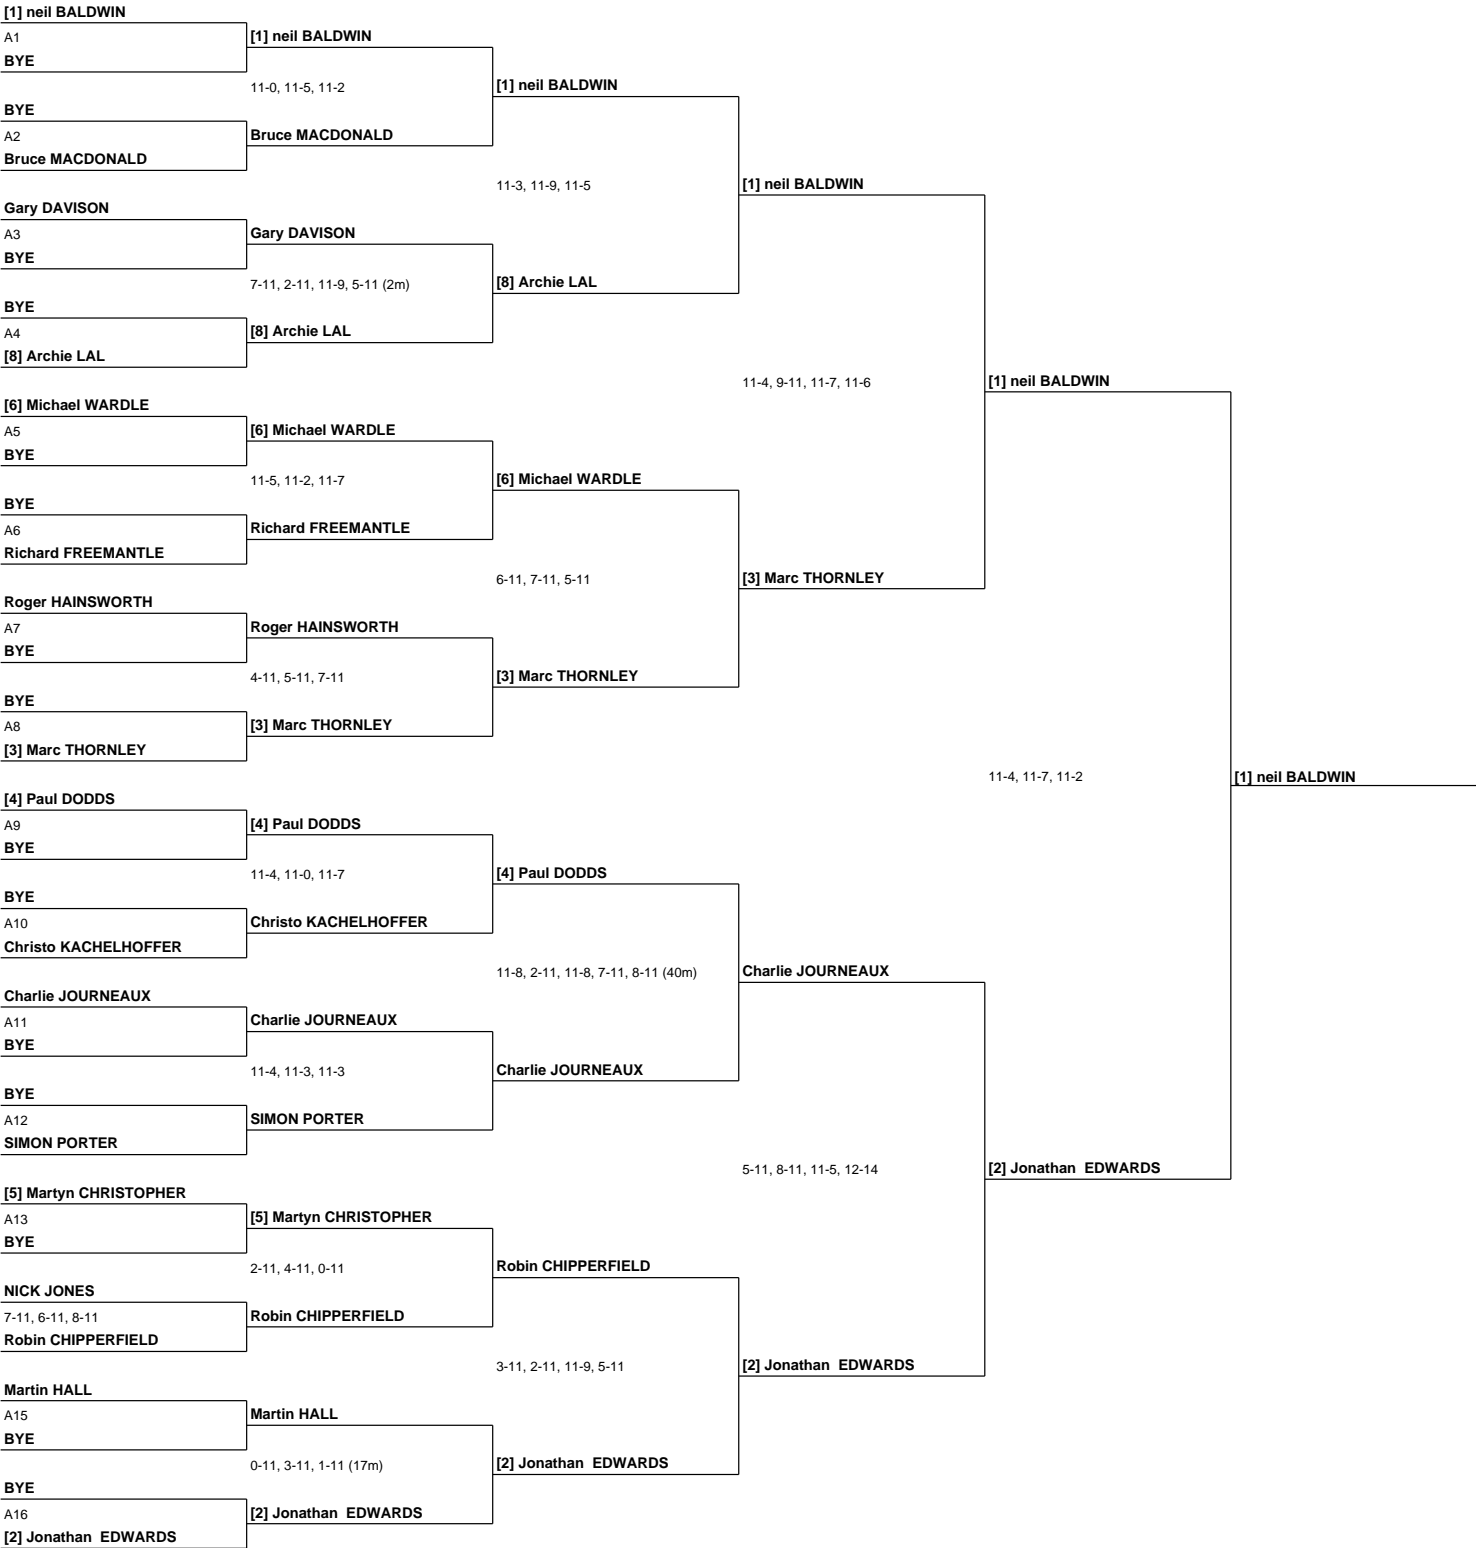 [1] neil BALDWIN
A1
BYE
BYE
A2
Bruce MACDONALD
Gary DAVISON
A3
BYE
BYE
A4
[8] Archie LAL
[6] Michael WARDLE
A5
BYE
BYE
A6
Richard FREEMANTLE
Roger HAINSWORTH
A7
BYE
BYE
A8
[3] Marc THORNLEY
[4] Paul DODDS
A9
BYE
BYE
A10
Christo KACHELHOFFER
Charlie JOURNEAUX
A11
BYE
BYE
A12
SIMON PORTER
[5] Martyn CHRISTOPHER
A13
BYE
NICK JONES
7-11, 6-11, 8-11
Robin CHIPPERFIELD
Martin HALL
A15
BYE
BYE
A16
[2] Jonathan  EDWARDS
[1] neil BALDWIN
11-0, 11-5, 11-2
Bruce MACDONALD
Gary DAVISON
7-11, 2-11, 11-9, 5-11 (2m)
[8] Archie LAL
[6] Michael WARDLE
11-5, 11-2, 11-7
Richard FREEMANTLE
Roger HAINSWORTH
4-11, 5-11, 7-11
[3] Marc THORNLEY
[4] Paul DODDS
11-4, 11-0, 11-7
Christo KACHELHOFFER
Charlie JOURNEAUX
11-4, 11-3, 11-3
SIMON PORTER
[5] Martyn CHRISTOPHER
2-11, 4-11, 0-11
Robin CHIPPERFIELD
Martin HALL
0-11, 3-11, 1-11 (17m)
[2] Jonathan  EDWARDS
[1] neil BALDWIN
11-3, 11-9, 11-5
[8] Archie LAL
[6] Michael WARDLE
6-11, 7-11, 5-11
[3] Marc THORNLEY
[4] Paul DODDS
11-8, 2-11, 11-8, 7-11, 8-11 (40m)
Charlie JOURNEAUX
Robin CHIPPERFIELD
3-11, 2-11, 11-9, 5-11
[2] Jonathan  EDWARDS
[1] neil BALDWIN
11-4, 9-11, 11-7, 11-6
[3] Marc THORNLEY
Charlie JOURNEAUX
5-11, 8-11, 11-5, 12-14
[2] Jonathan  EDWARDS
[1] neil BALDWIN
11-4, 11-7, 11-2
[2] Jonathan  EDWARDS
[1] neil BALDWIN